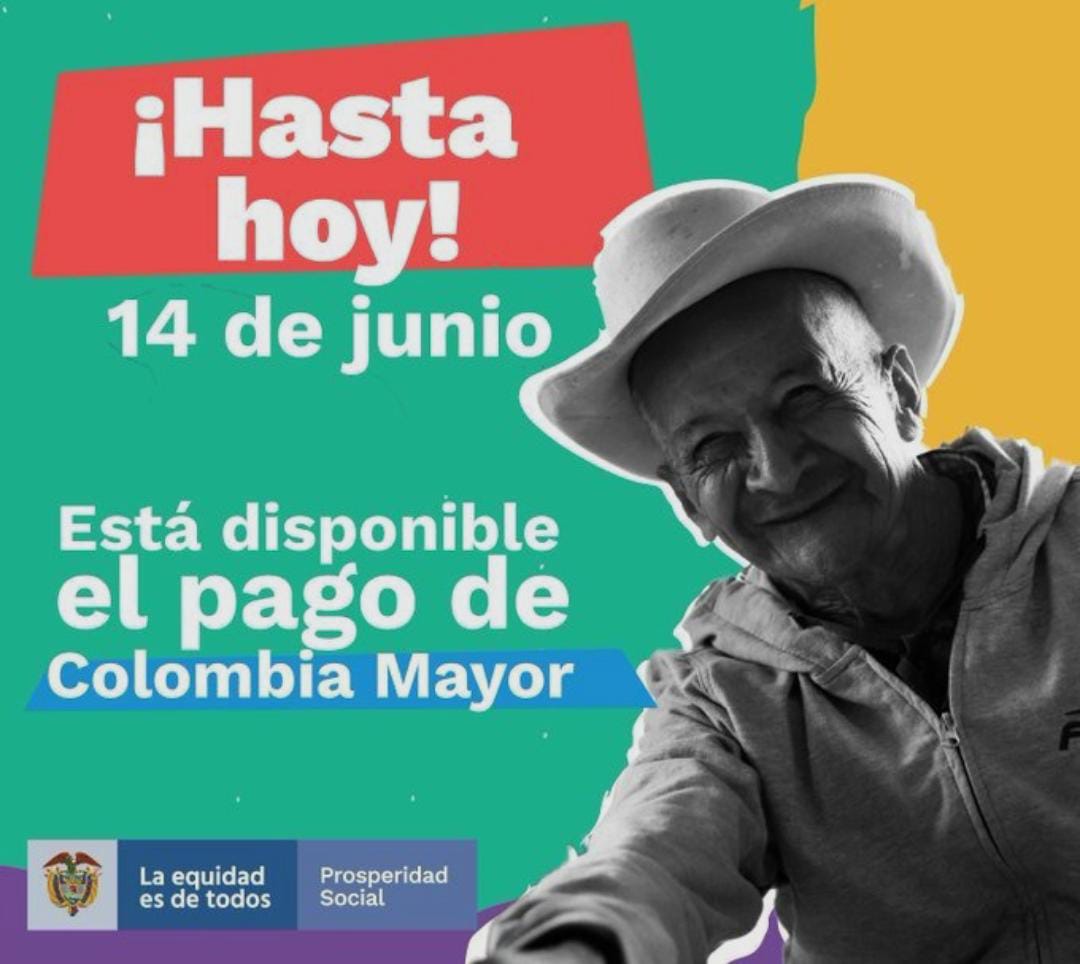 ¡Hasta
hoy!
14 de junio
Está disponible
el pago de
Colombia Mayor
La equidad
es de todos
Prosperidad
Social